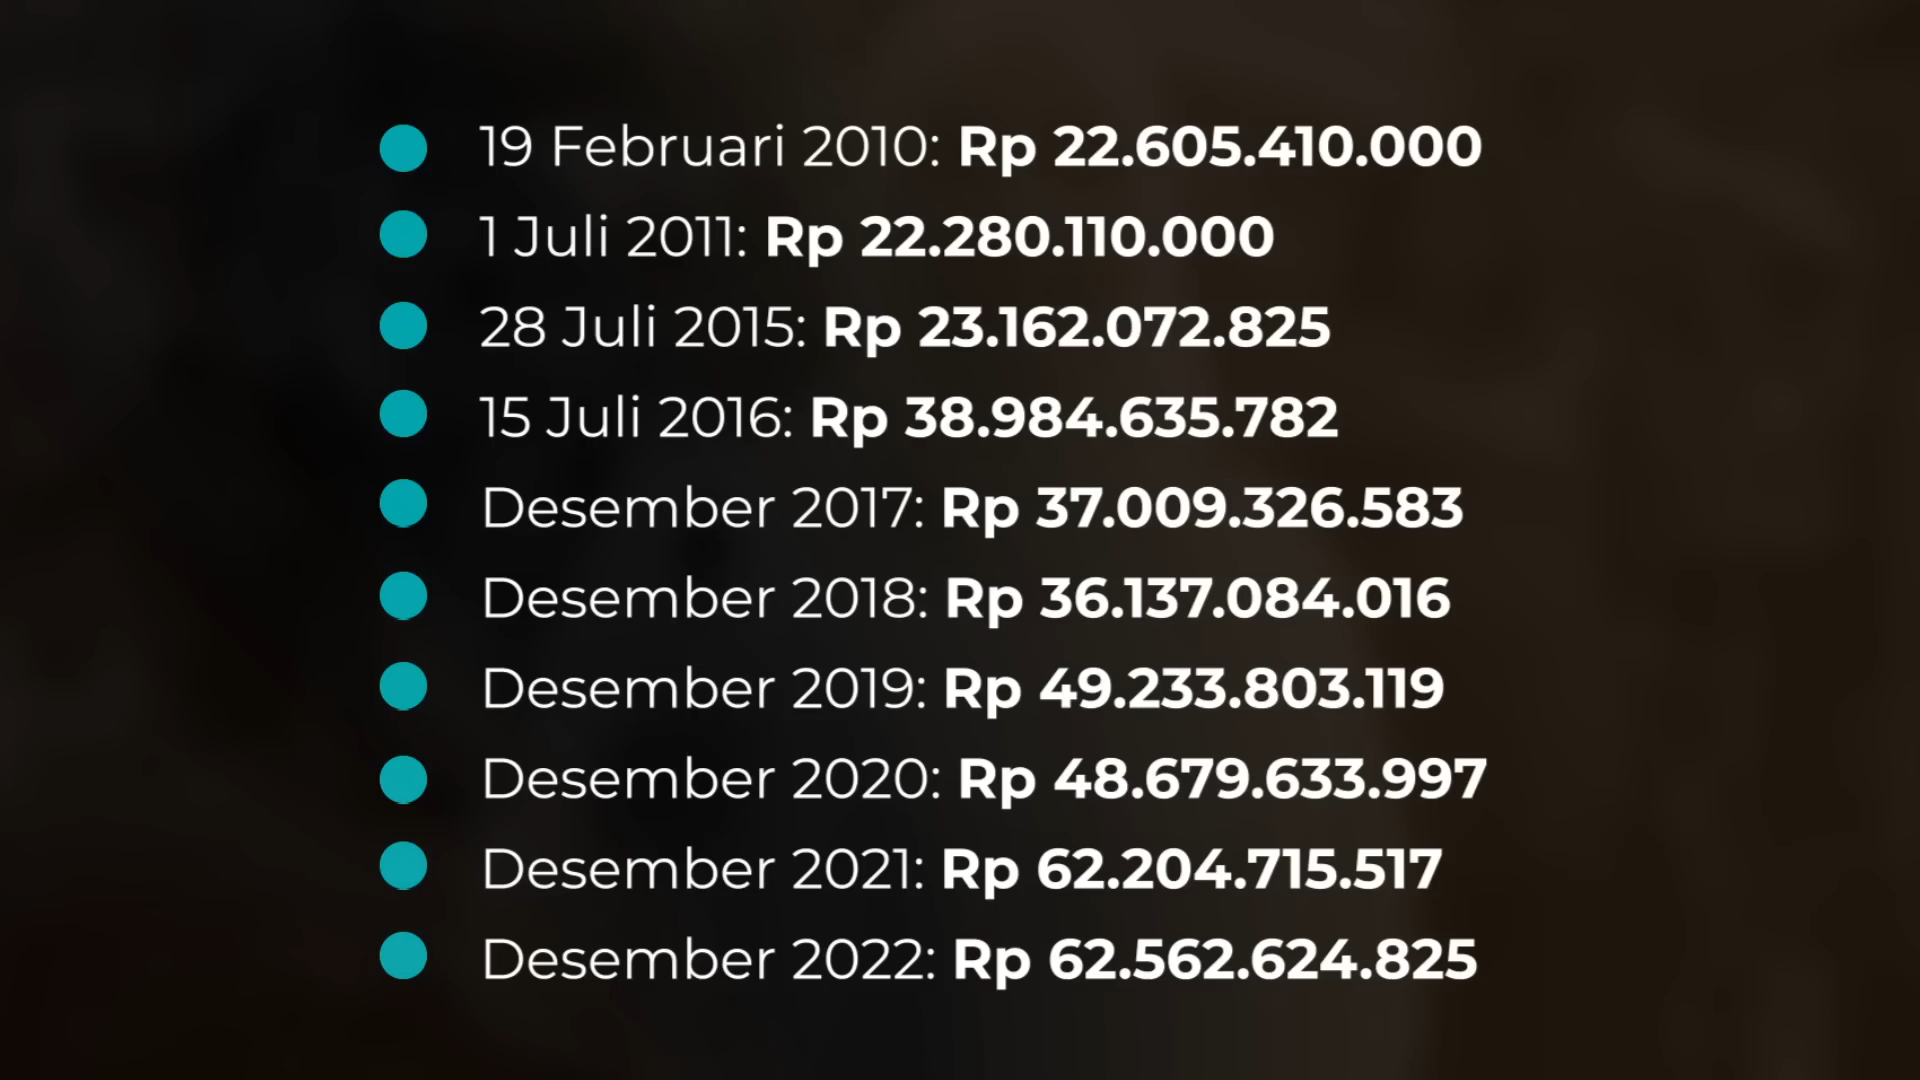 19 Februari 2010: Rp 22.605.410.000
1 Juli 2011: Rp 22.280.110.000
28 Juli 2015: Rp 23.162.072.825
15 Juli 2016: Rp 38.984.635.782
Desember 2017: Rp 37.009.326.583
Desember 2018: Rp 36.137.084.016
Desember 2019: Rp 49.233.803.119
Desember 2020: Rp 48.679.633.997
Desember 2021: Rp 62.204.715.517
Desember 2022: Rp 62.562.624.825